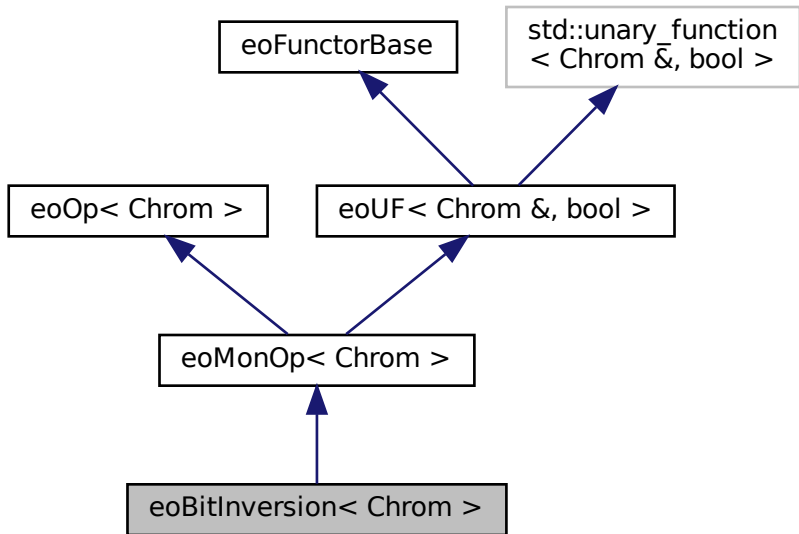 eoFunctorBase
std::unary_function
< Chrom &, bool >
eoOp< Chrom >
eoUF< Chrom &, bool >
eoMonOp< Chrom >
eoBitInversion< Chrom >